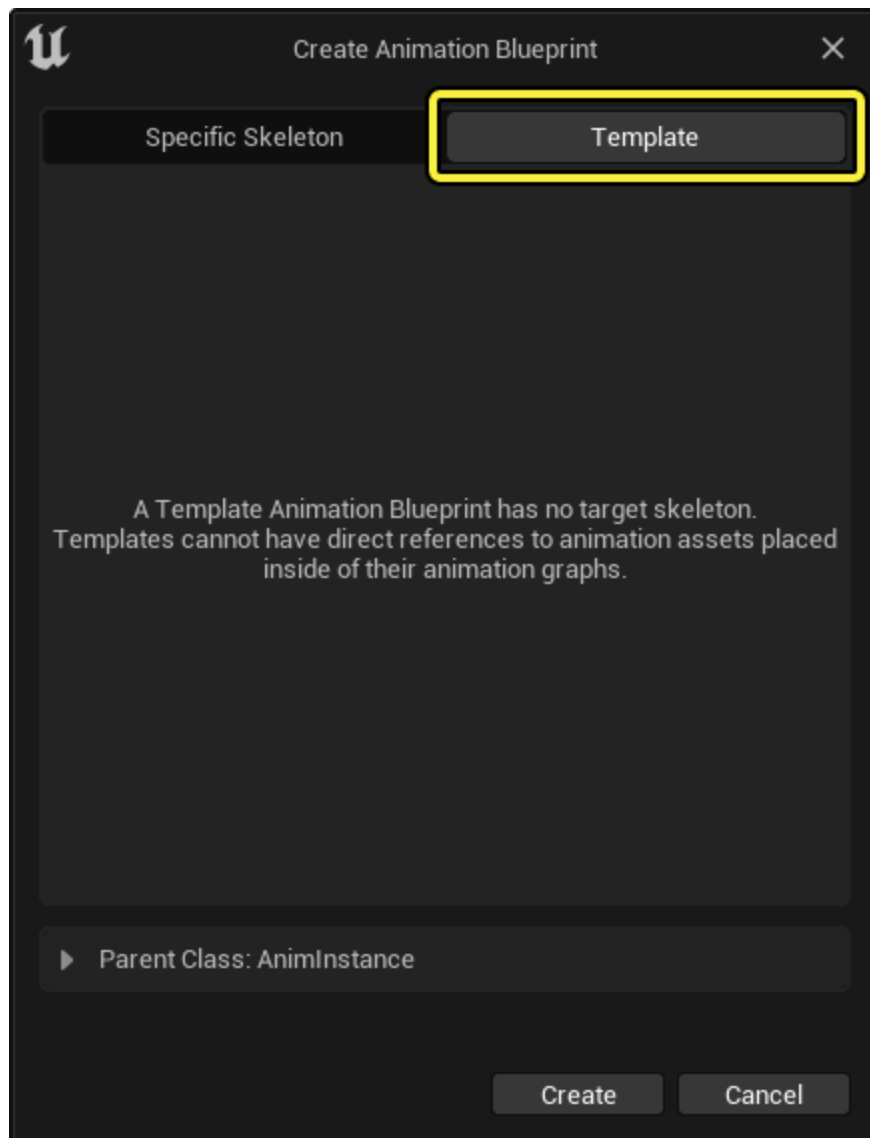 Create Animation Blueprint
Specific Skeleton
Template
A Template Animation Blueprint has no target skeleton.
Templates cannot have direct references to animation assets placed
inside of their animation graphs.
Parent Class: AnimInstance
Create
Cancel